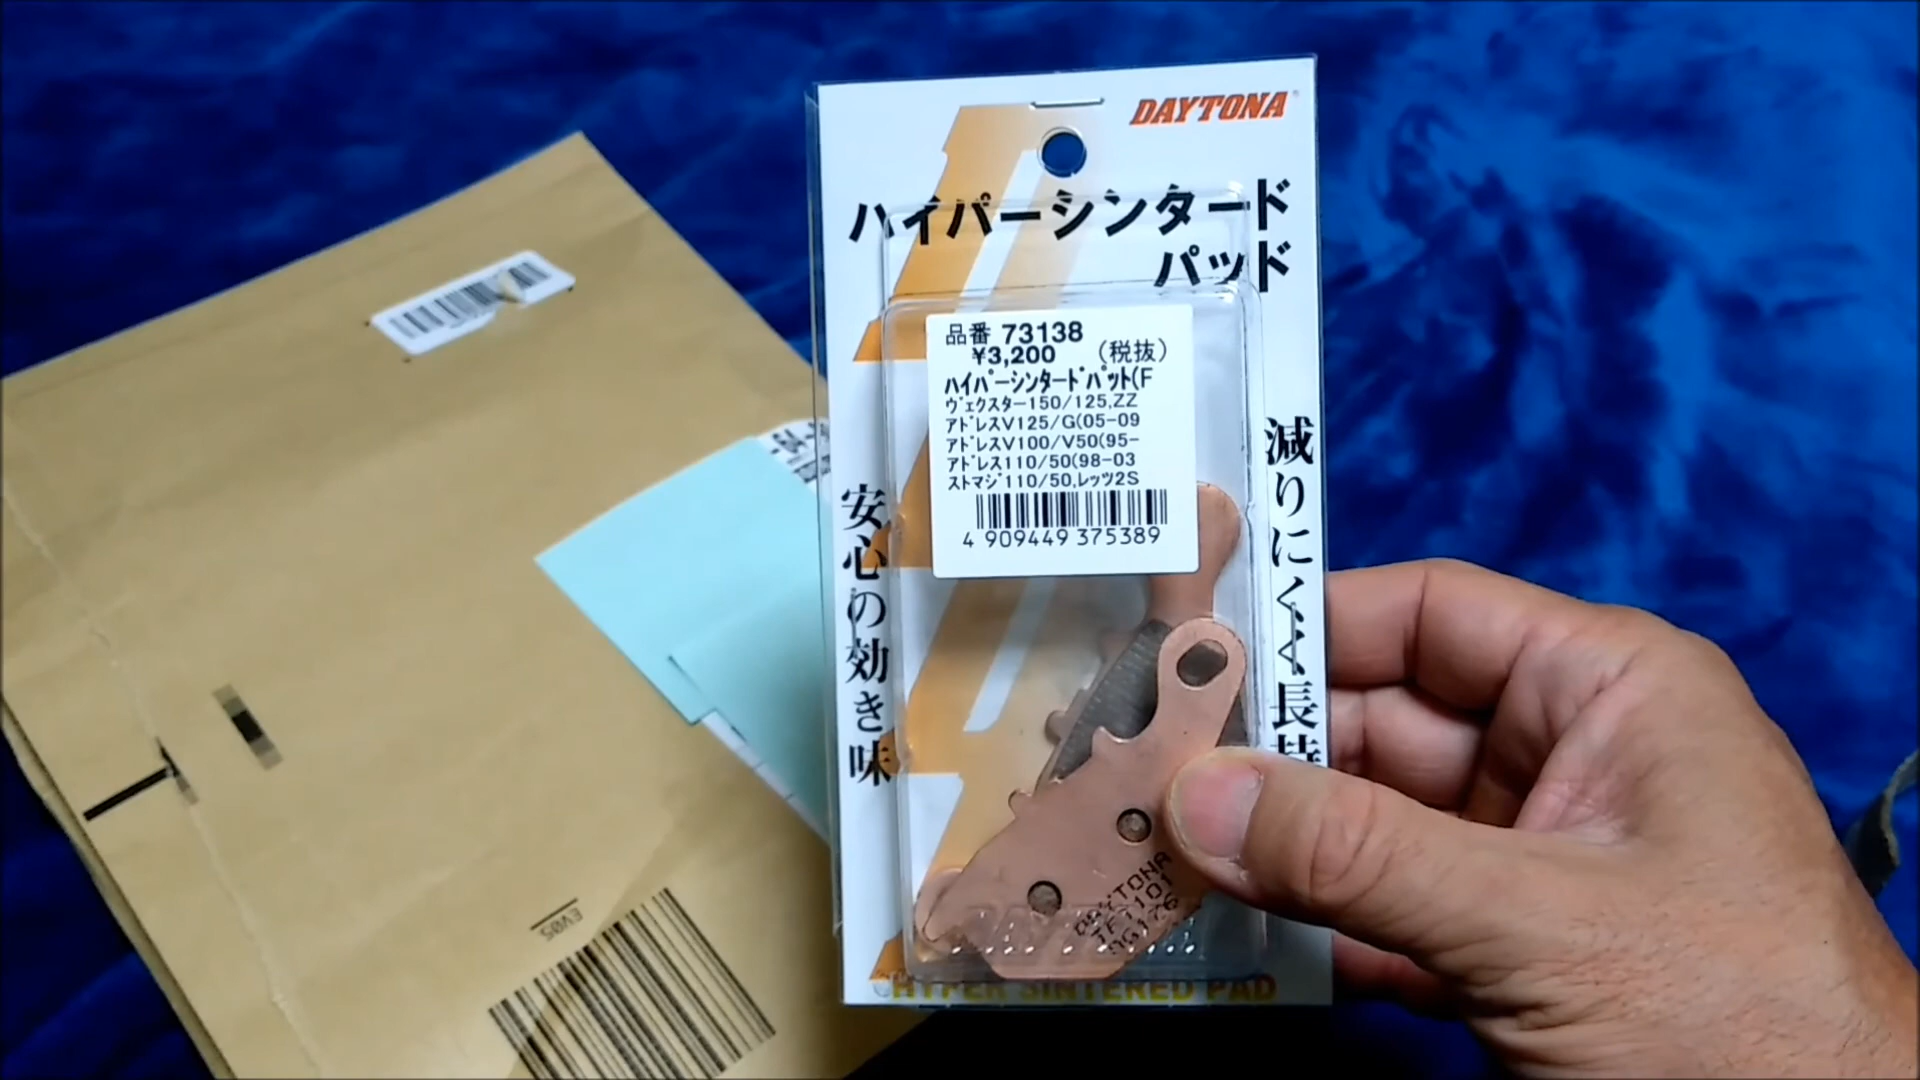 DAYTONA
ハイパーシンタード
パッド
品番 73138
¥3,200 (税抜)
ﾊｲﾊﾟｰｼﾝﾀｰﾄﾞﾊﾟｯﾄ(F
ｳﾞｪｸｽﾀｰ150/125,ZZ
ｱﾄﾞﾚｽV125/G(05-09
ｱﾄﾞﾚｽV100/V50(95-
ｱﾄﾞﾚｽ110/50(98-03
ｽﾄﾏｼﾞ110/50,ﾚｯﾂ2S
4 909449 375389
安心の効き味
減りにくく長持
DAYTONA
HYPER SINTERED PAD
EV05